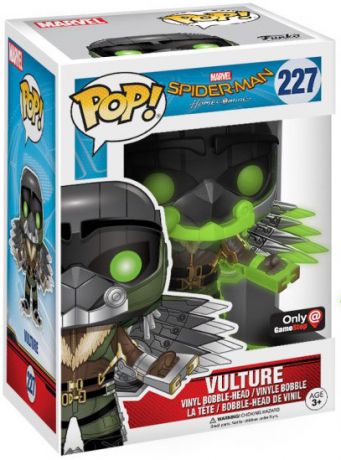 MARVEL
Funko
POP!
MARVEL
SPIDER-MAN
HOMECOMING
227
POP!
VULTURE
227
Only @
GameStop
VULTURE
VINYL BOBBLE-HEAD / VINYLE BOBBLE
LA TÊTE / BOBBLE-HEAD DE VINIL
AGE
3+
WARNING: